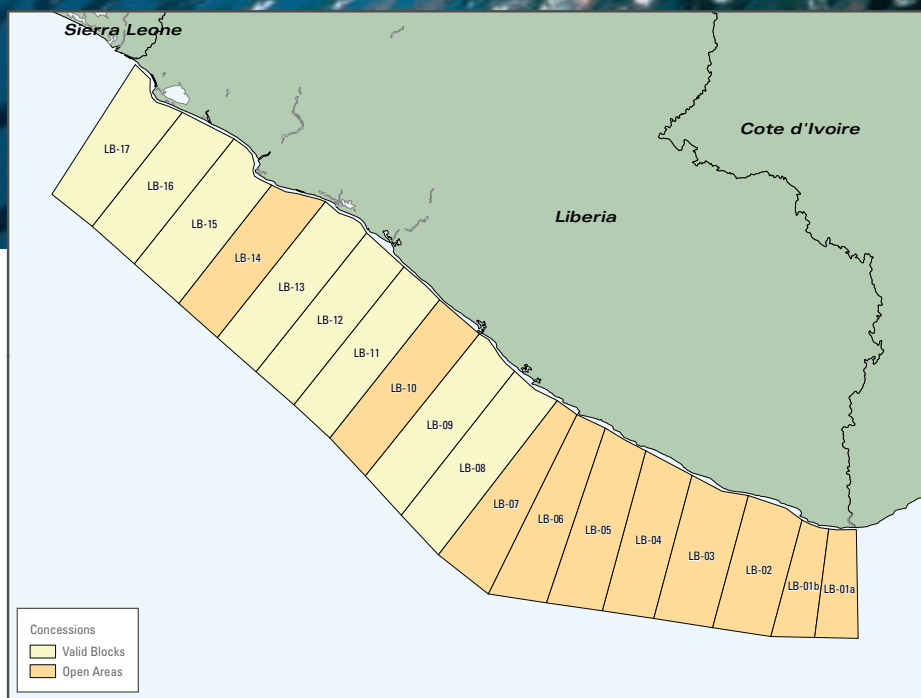 Sierra Leone
Cote d'Ivoire
Liberia
LB-17
LB-16
LB-15
LB-14
LB-13
LB-12
LB-11
LB-10
LB-09
LB-08
LB-07
LB-06
LB-05
LB-04
LB-03
LB-02
LB-01b
LB-01a
Concessions
Valid Blocks
Open Areas